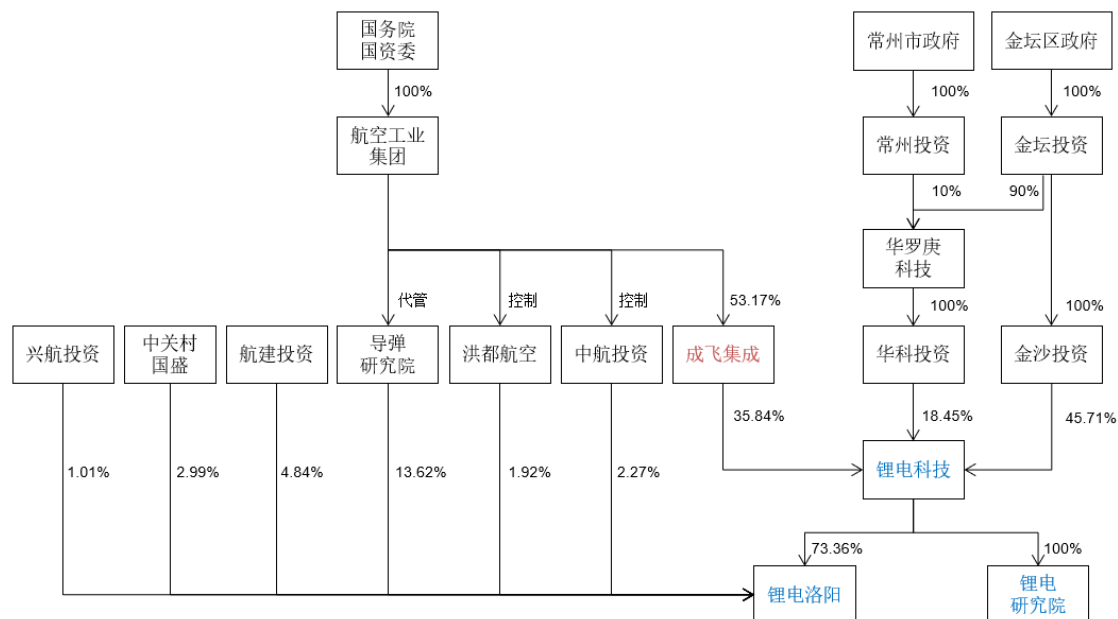 国务院
国资委
常州市政府
金坛区政府
100%
100%
100%
航空工业
集团
常州投资
金坛投资
10%
90%
华罗庚
科技
代管
控制
控制
53.17%
100%
100%
兴航投资
中关村
国盛
航建投资
导弹
研究院
洪都航空
中航投资
成飞集成
华科投资
金沙投资
35.84%
18.45%
45.71%
1.01%
2.99%
4.84%
13.62%
1.92%
2.27%
锂电科技
73.36%
100%
锂电洛阳
锂电
研究院